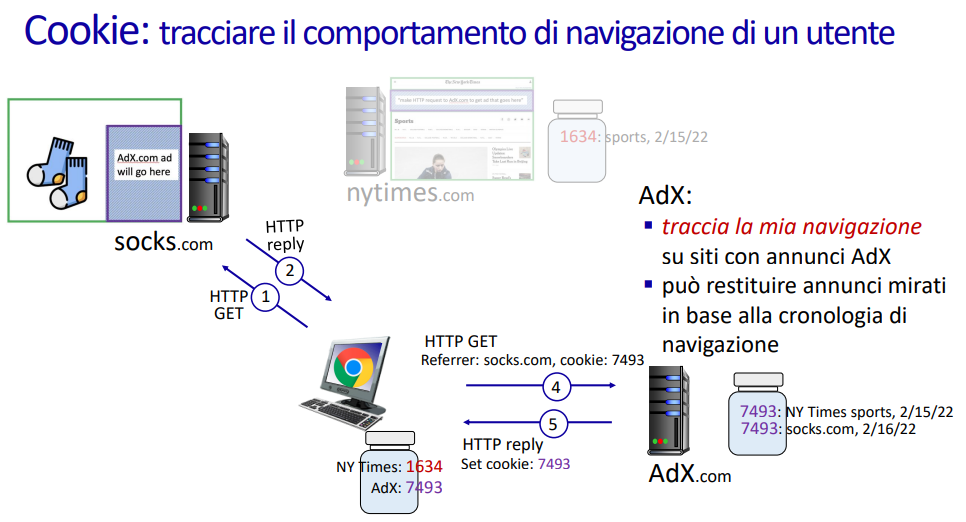 Cookie: tracciare il comportamento di navigazione di un utente
AdX.com ad
will go here
socks.com
The New York Times
"make HTTP request to AdX.com to get ad that goes here"
Sports
nytimes.com
1634: sports, 2/15/22
HTTP
reply
2
1
HTTP
GET
AdX:
traccia la mia navigazione
su siti con annunci AdX
può restituire annunci mirati
in base alla cronologia di
navigazione
HTTP GET
Referrer: socks.com, cookie: 7493
4
5
HTTP reply
Set cookie: 7493
NY Times: 1634
AdX: 7493
7493: NY Times sports, 2/15/22
7493: socks.com, 2/16/22
AdX.com